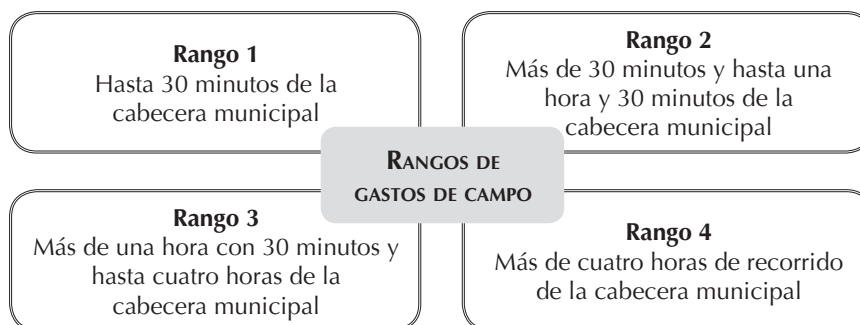 Rango 1
Hasta 30 minutos de la
cabecera municipal
Rango 2
Más de 30 minutos y hasta una
hora y 30 minutos de la
cabecera municipal
Rangos de
gastos de campo
Rango 3
Más de una hora con 30 minutos y
hasta cuatro horas de la
cabecera municipal
Rango 4
Más de cuatro horas de recorrido
de la cabecera municipal